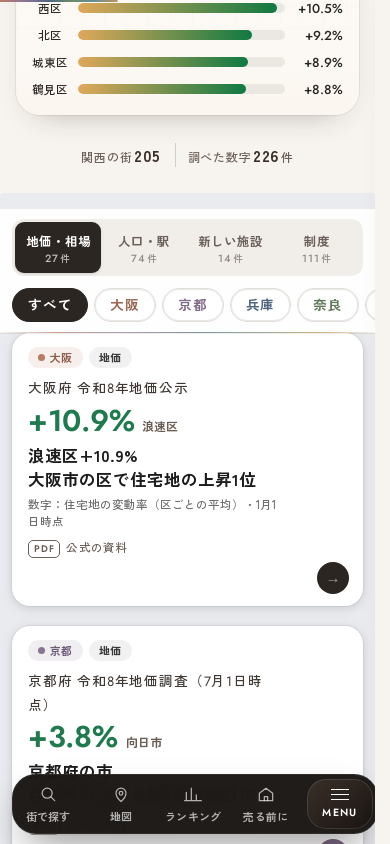 西区 +10.5%
北区 +9.2%
城東区 +8.9%
鶴見区 +8.8%
関西の街 205 調べた数字 226 件
地価・相場 人口・駅 新しい施設 制度
27 件 74 件 14 件 111 件
すべて 大阪 京都 兵庫 奈良
大阪 地価
大阪府 令和8年地価公示
+10.9% 浪速区
浪速区+10.9%
大阪市の区で住宅地の上昇1位
数字：住宅地の変動率（区ごとの平均）・1月1
日時点
PDF 公式の資料
→
京都 地価
京都府 令和8年地価調査（7月1日時
点）
+3.8% 向日市
京都府の市
街で探す 地図 ランキング 売る前に MENU